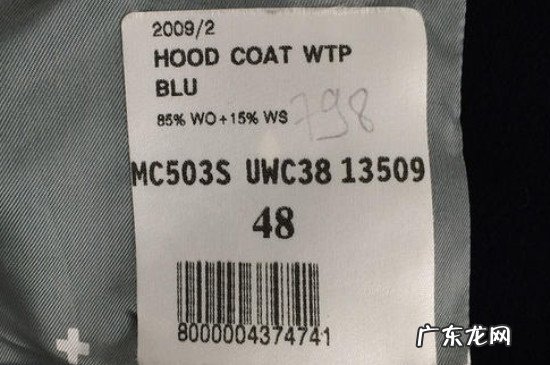 2009/2
HOOD COAT WTP
BLU
85% WO+15% WS
798
MC503S UWC38 13509
48
8000004374741
广东龙网